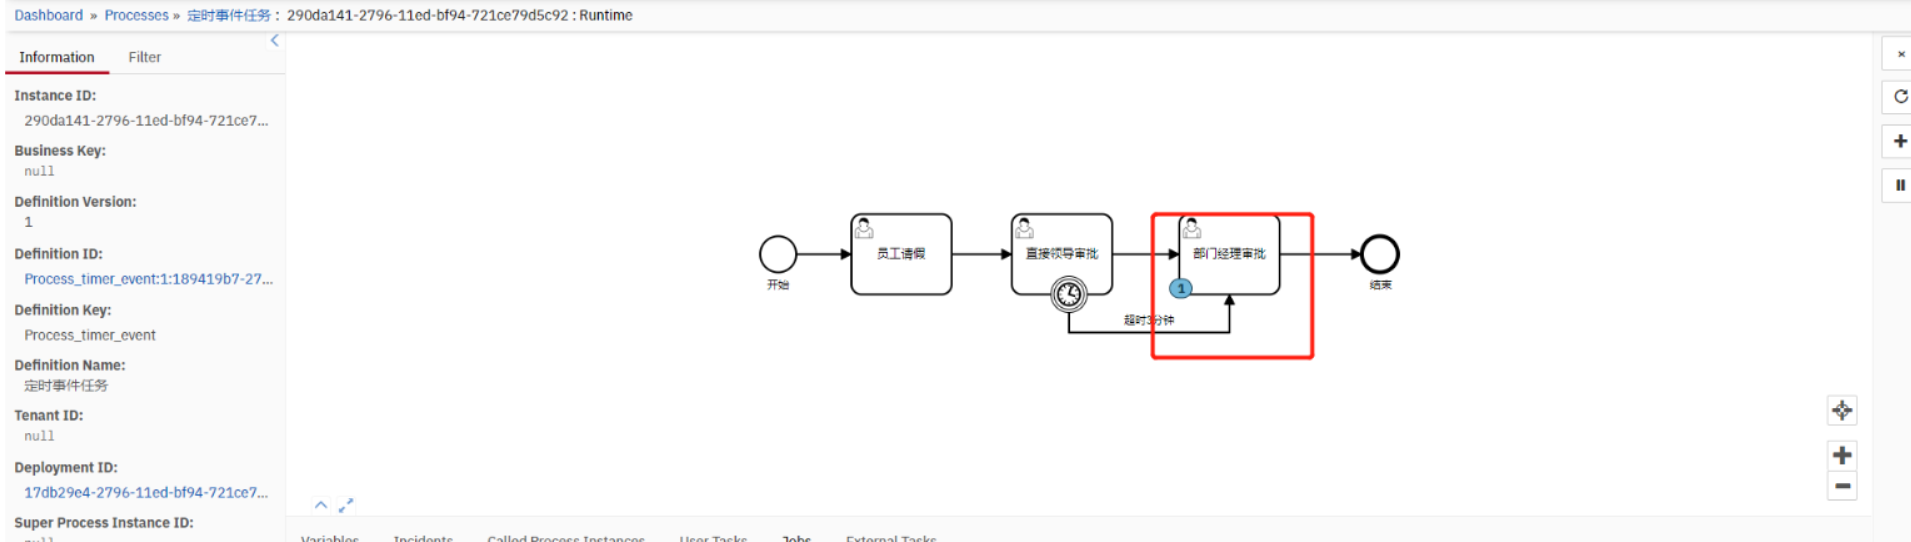 Dashboard » Processes » 定时事件任务 : 290da141-2796-11ed-bf94-721ce79d5c92 : Runtime
Information Filter
Instance ID:
290da141-2796-11ed-bf94-721ce7...
Business Key:
null
Definition Version:
1
Definition ID:
Process_timer_event:1:189419b7-27...
Definition Key:
Process_timer_event
Definition Name:
定时事件任务
Tenant ID:
null
Deployment ID:
17db29e4-2796-11ed-bf94-721ce7...
Super Process Instance ID:
null
开始
员工请假
直接领导审批
超时3分钟
部门经理审批
1
结束
Variables Incidents Called Process Instances User Tasks Jobs External Tasks